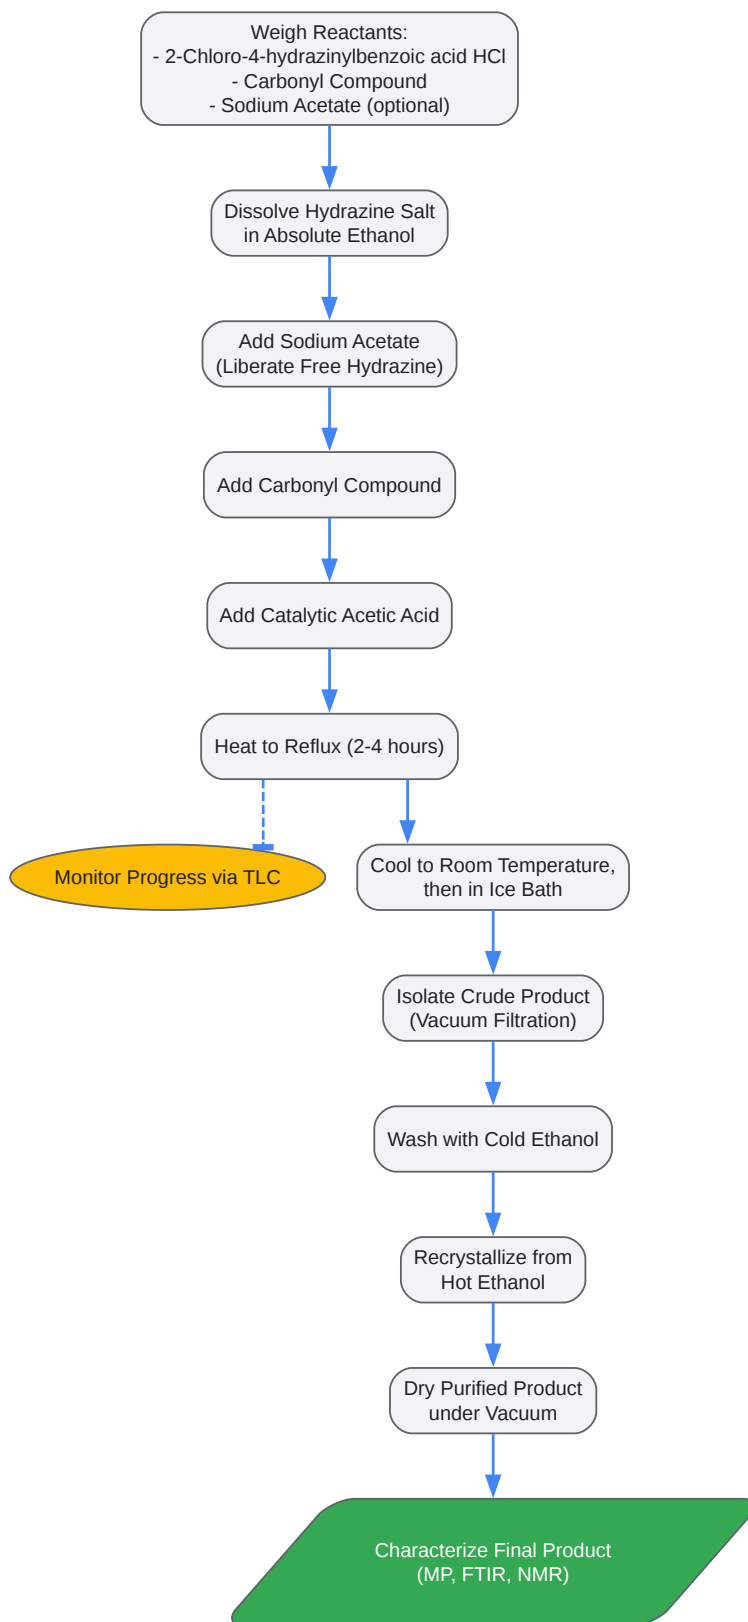 Weigh Reactants:
- 2-Chloro-4-hydrazinylbenzoic acid HCl
- Carbonyl Compound
- Sodium Acetate (optional)
Dissolve Hydrazine Salt
in Absolute Ethanol
Add Sodium Acetate
(Liberate Free Hydrazine)
Add Carbonyl Compound
Add Catalytic Acetic Acid
Heat to Reflux (2-4 hours)
Monitor Progress via TLC
Cool to Room Temperature,
then in Ice Bath
Isolate Crude Product
(Vacuum Filtration)
Wash with Cold Ethanol
Recrystallize from
Hot Ethanol
Dry Purified Product
under Vacuum
Characterize Final Product
(MP, FTIR, NMR)